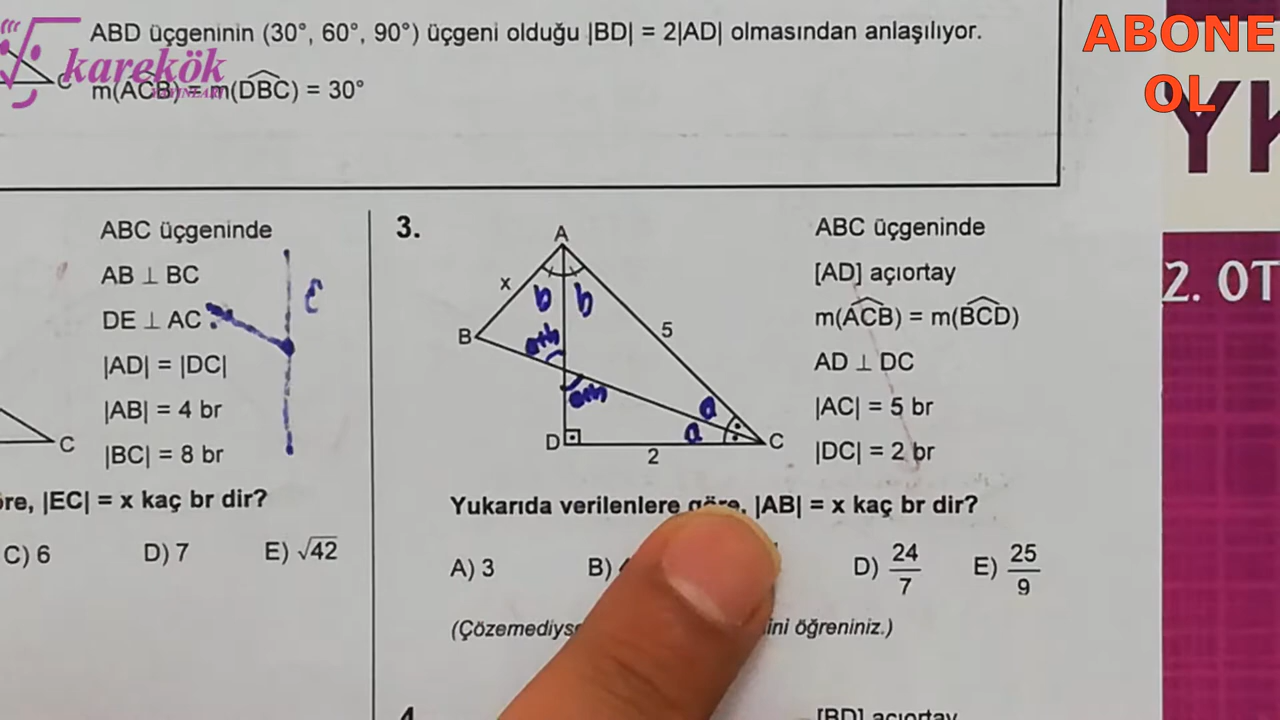 ABD üçgeninin (30°, 60°, 90°) üçgeni olduğu |BD| = 2|AD| olmasından anlaşılıyor.
m(ACB) = m(DBC) = 30°
karekök
YAYINLARI
C
ABONE
OL
YK
2. OT
ABC üçgeninde
AB ⊥ BC
DE ⊥ AC
|AD| = |DC|
|AB| = 4 br
|BC| = 8 br
C
|EC| = x kaç br dir?
C) 6 D) 7 E) √42
3.
A
x
b b
B
5
a+b
a+b
a
a
D
C
2
ABC üçgeninde
[AD] açıortay
m(ACB) = m(BCD)
AD ⊥ DC
|AC| = 5 br
|DC| = 2 br
Yukarıda verilenlere göre, |AB| = x kaç br dir?
A) 3 B) D) 24/7 E) 25/9
öğreniniz.)
4.
[BD] açıortay